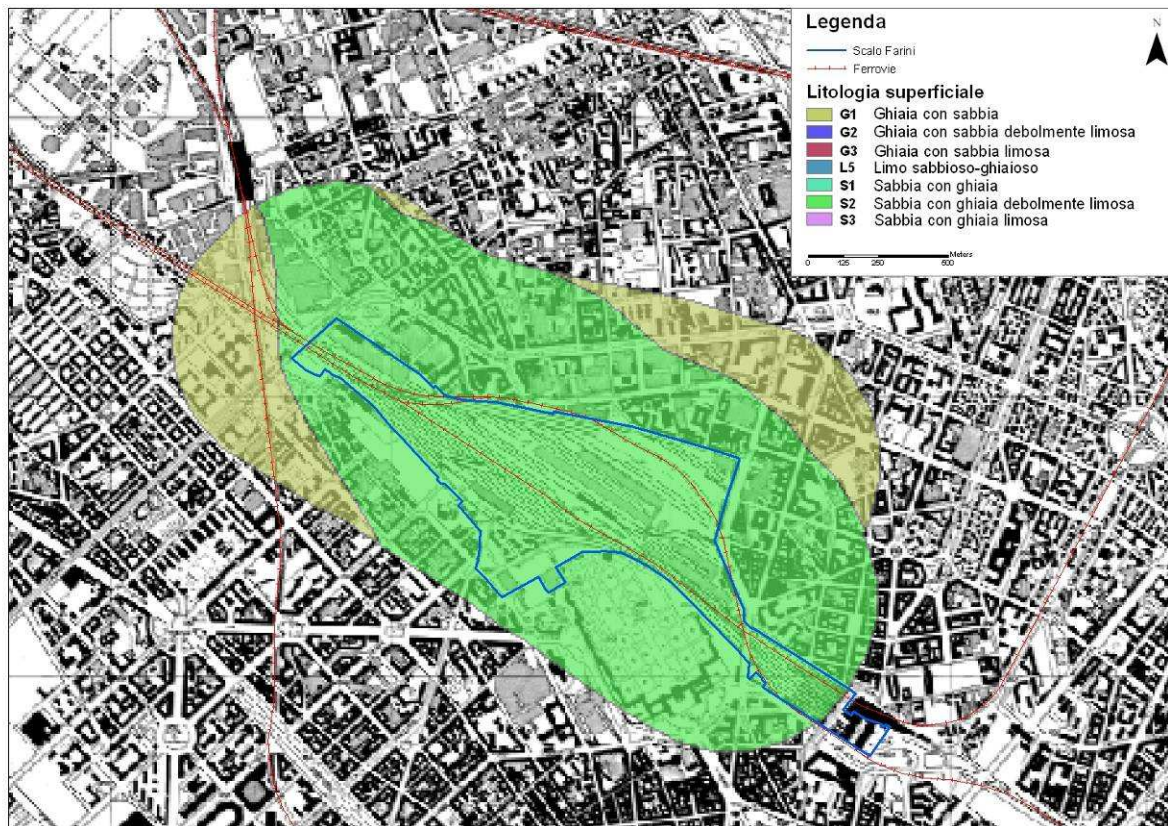 Legenda
N
Scalo Farini
Ferrovie
Litologia superficiale
G1 Ghiaia con sabbia
G2 Ghiaia con sabbia debolmente limosa
G3 Ghiaia con sabbia limosa
L5 Limo sabbioso-ghiaioso
S1 Sabbia con ghiaia
S2 Sabbia con ghiaia debolmente limosa
S3 Sabbia con ghiaia limosa
Meters
0 125 250 500